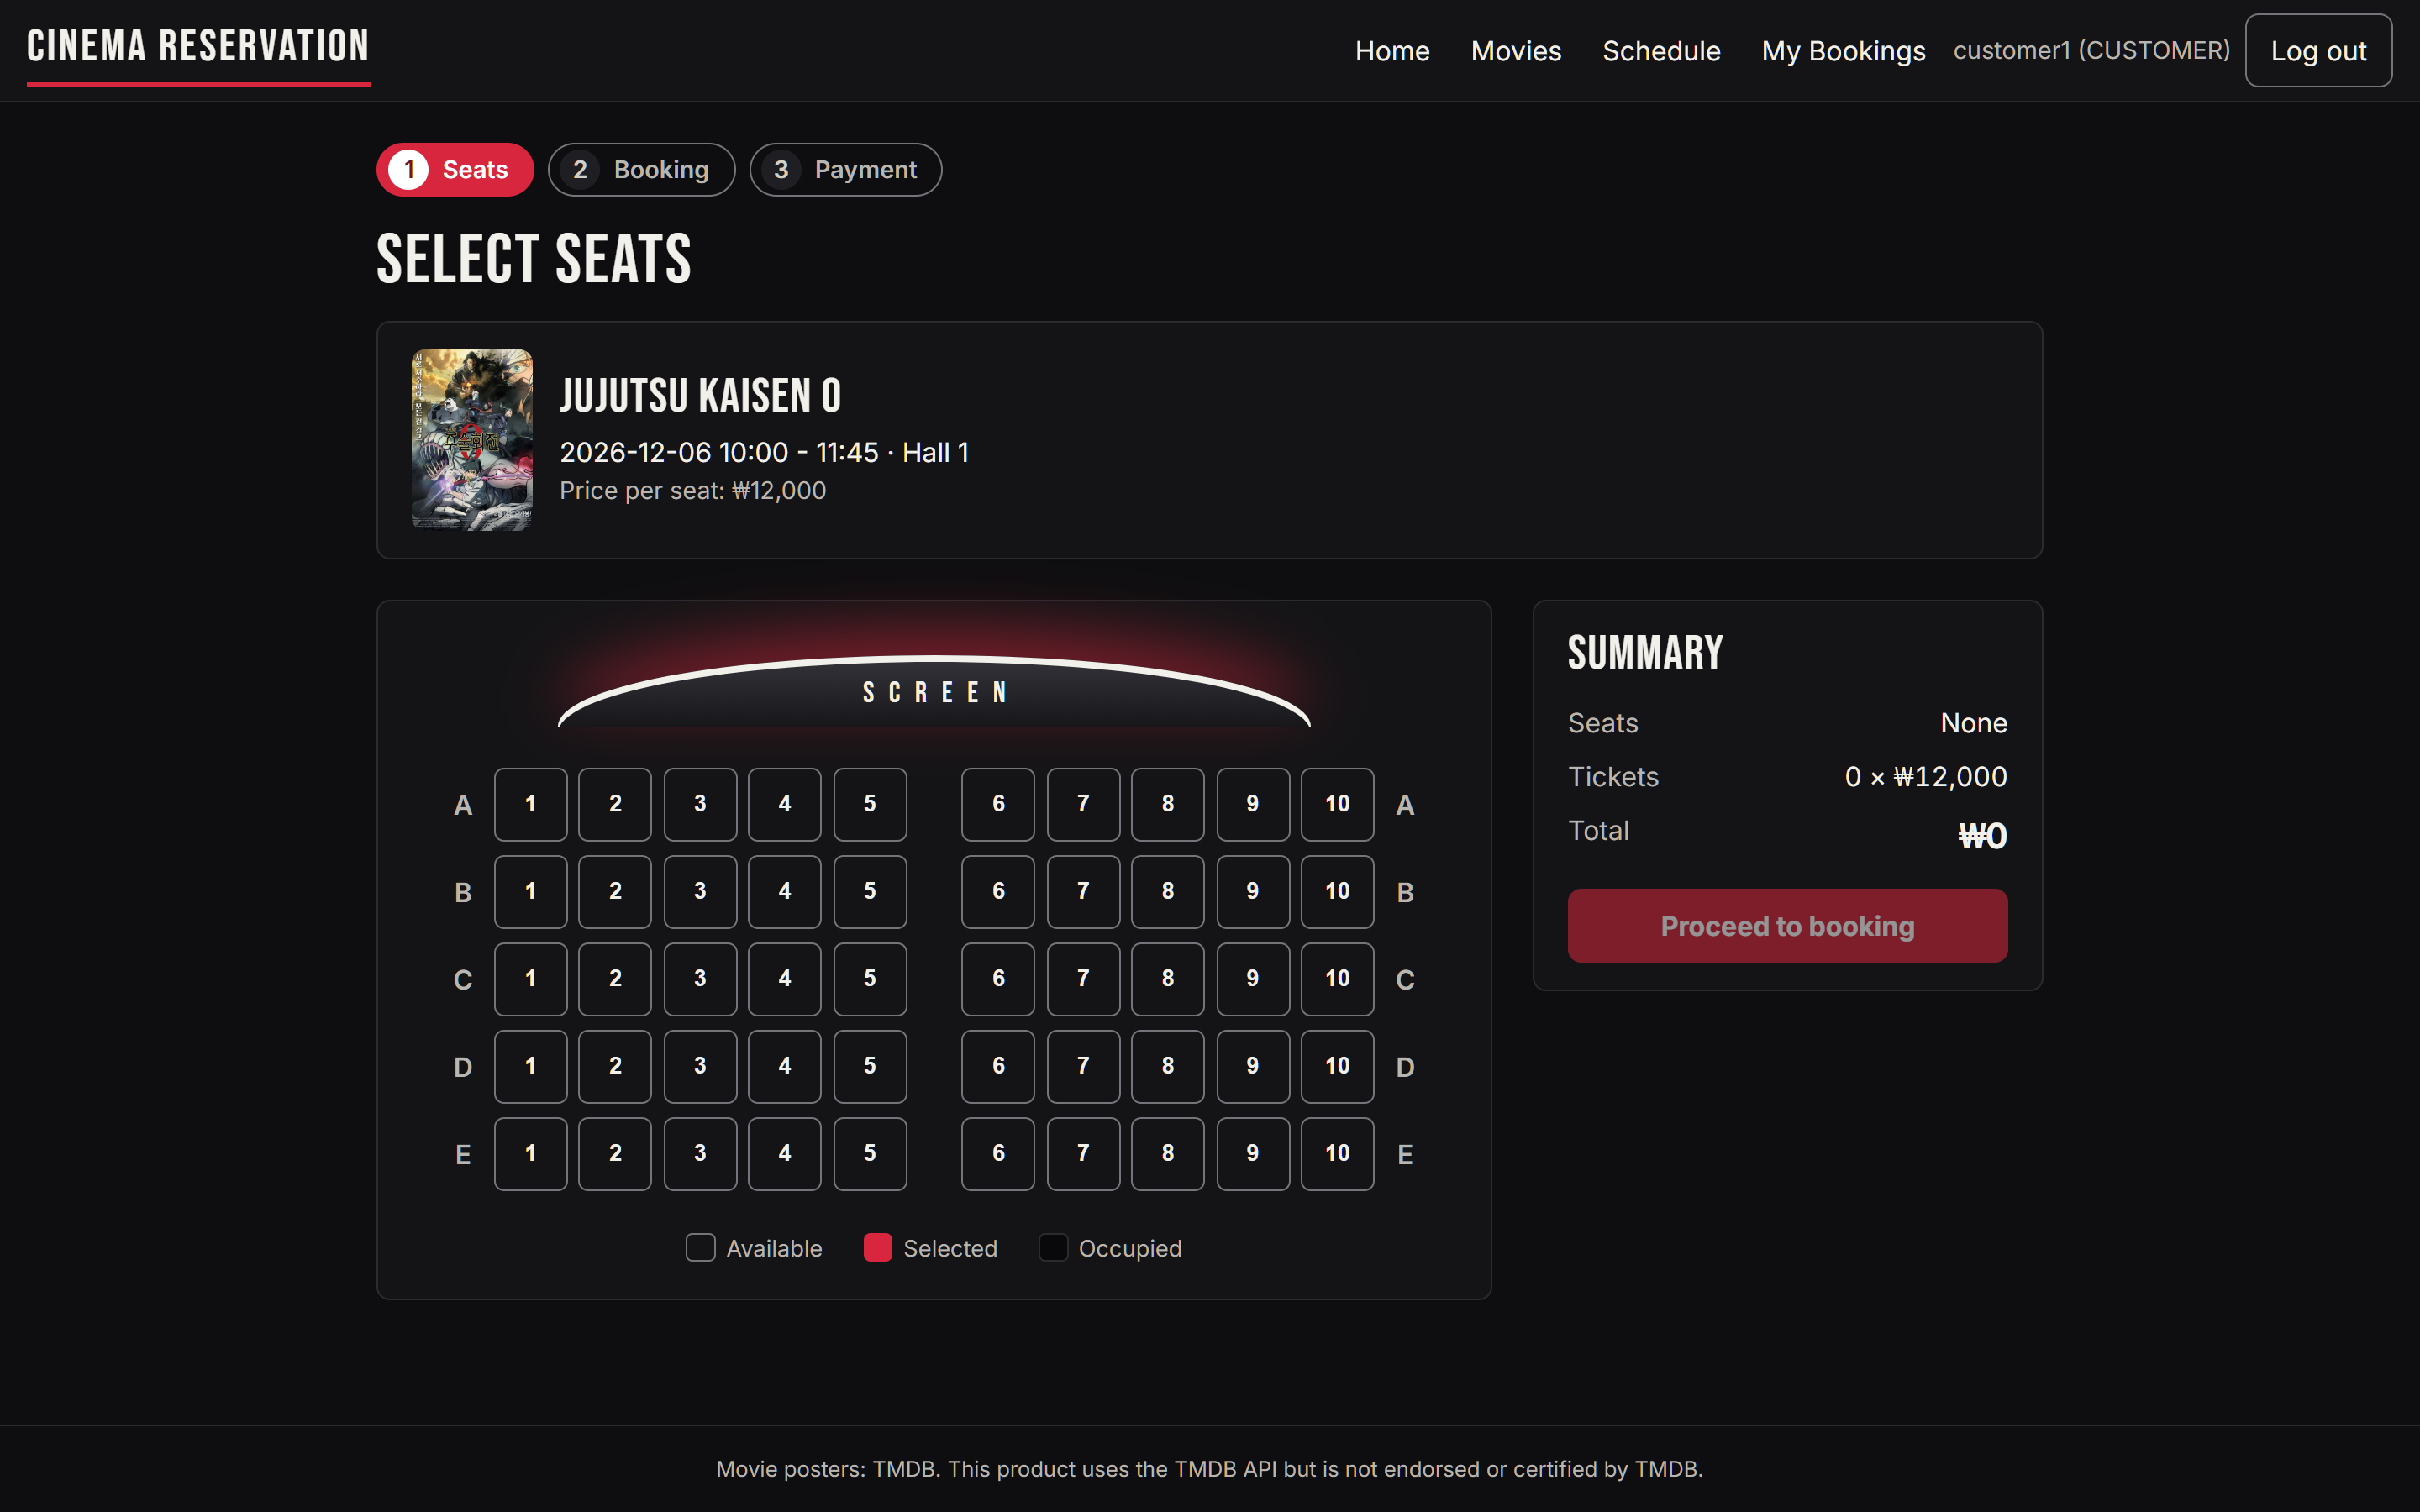 CINEMA RESERVATION
Home Movies Schedule My Bookings customer1 (CUSTOMER) Log out
1 Seats 2 Booking 3 Payment
SELECT SEATS
JUJUTSU KAISEN 0
2026-12-06 10:00 - 11:45 · Hall 1
Price per seat: ₩12,000
SCREEN
A 1 2 3 4 5 6 7 8 9 10 A
B 1 2 3 4 5 6 7 8 9 10 B
C 1 2 3 4 5 6 7 8 9 10 C
D 1 2 3 4 5 6 7 8 9 10 D
E 1 2 3 4 5 6 7 8 9 10 E
Available Selected Occupied
SUMMARY
Seats None
Tickets 0 × ₩12,000
Total ₩0
Proceed to booking
Movie posters: TMDB. This product uses the TMDB API but is not endorsed or certified by TMDB.